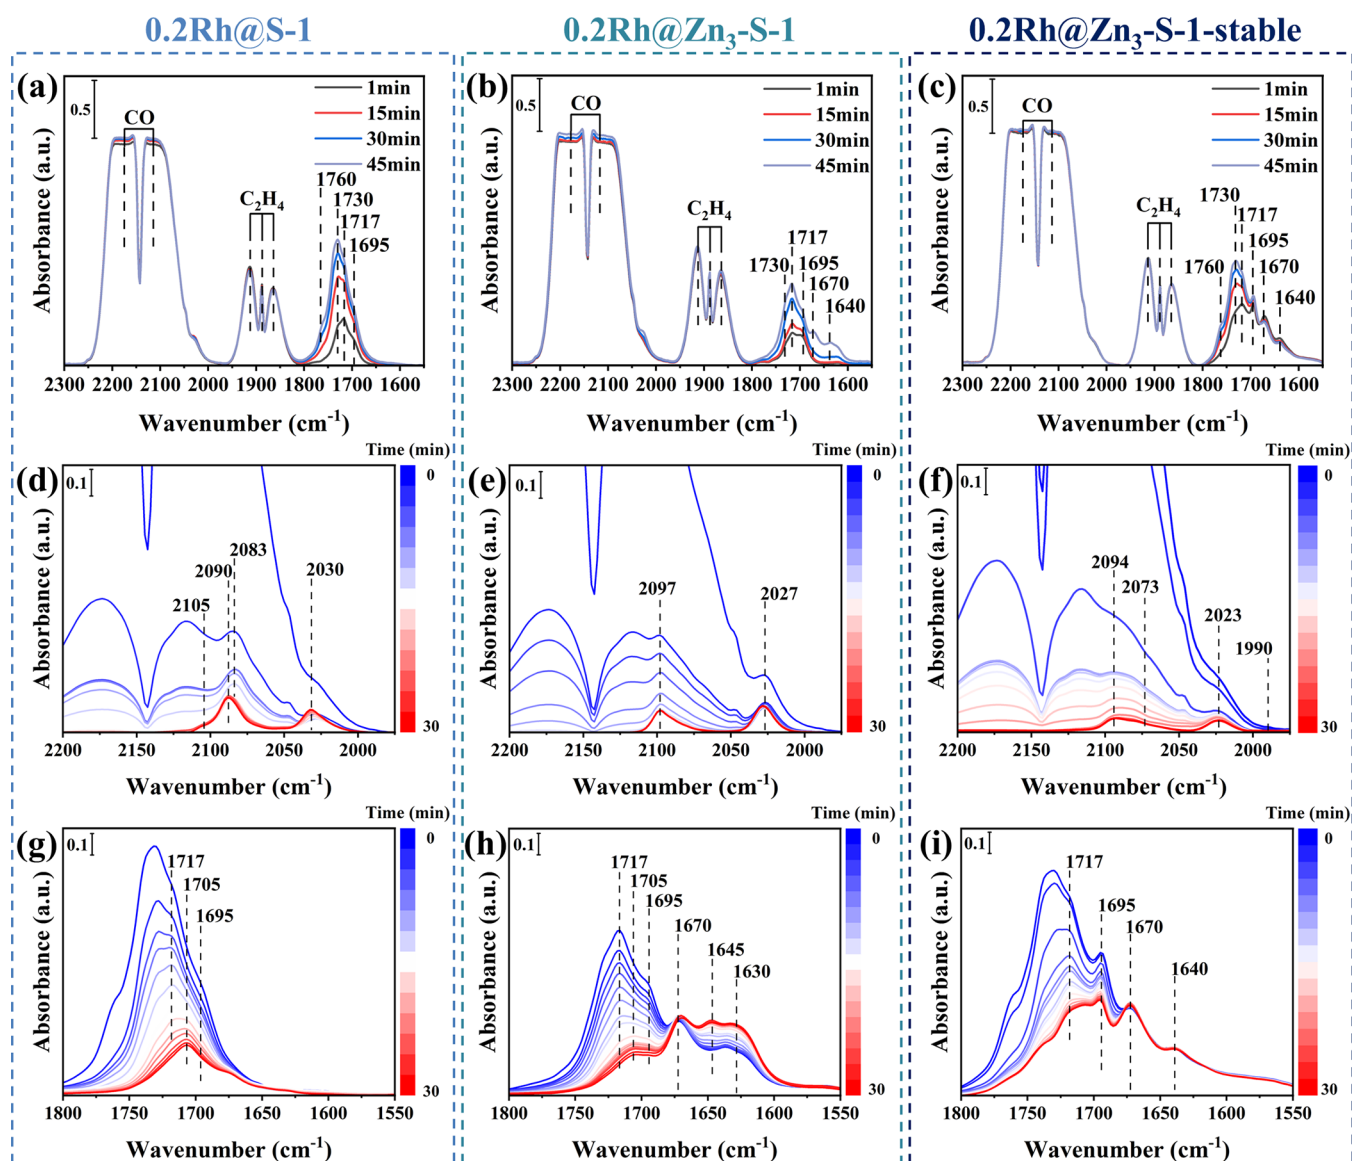 0.2Rh@S-1
0.2Rh@Zn3-S-1
0.2Rh@Zn3-S-1-stable
(a)
0.5
CO
C2H4
1min
15min
30min
45min
1760
1730
1717
1695
Absorbance (a.u.)
2300 2200 2100 2000 1900 1800 1700 1600
Wavenumber (cm-1)
(b)
0.5
CO
C2H4
1min
15min
30min
45min
1717
1730
1695
1670
1640
Absorbance (a.u.)
2300 2200 2100 2000 1900 1800 1700 1600
Wavenumber (cm-1)
(c)
0.5
CO
C2H4
1min
15min
30min
45min
1730
1717
1695
1760
1670
1640
Absorbance (a.u.)
2300 2200 2100 2000 1900 1800 1700 1600
Wavenumber (cm-1)
(d)
0.1
Time (min)
0
30
2083
2090
2030
2105
Absorbance (a.u.)
2200 2150 2100 2050 2000
Wavenumber (cm-1)
(e)
0.1
Time (min)
0
30
2097
2027
Absorbance (a.u.)
2200 2150 2100 2050 2000
Wavenumber (cm-1)
(f)
0.1
Time (min)
0
30
2094
2073
2023
1990
Absorbance (a.u.)
2200 2150 2100 2050 2000
Wavenumber (cm-1)
(g)
0.1
Time (min)
0
30
1717
1705
1695
Absorbance (a.u.)
1800 1750 1700 1650 1600 1550
Wavenumber (cm-1)
(h)
0.1
Time (min)
0
30
1717
1705
1695
1670
1645
1630
Absorbance (a.u.)
1800 1750 1700 1650 1600 1550
Wavenumber (cm-1)
(i)
0.1
Time (min)
0
30
1717
1695
1670
1640
Absorbance (a.u.)
1800 1750 1700 1650 1600 1550
Wavenumber (cm-1)